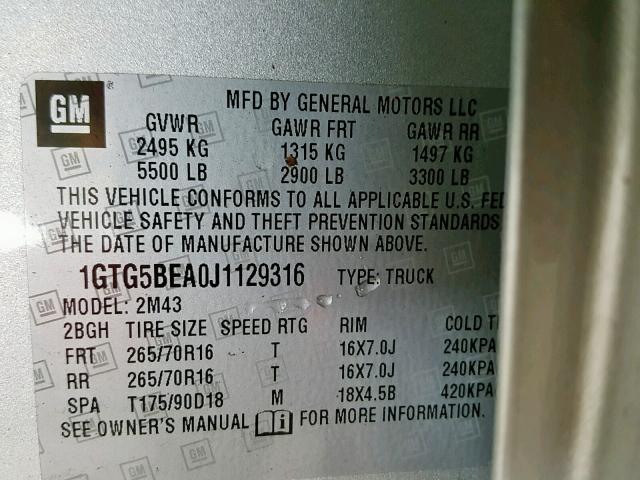 GM ® MFD BY GENERAL MOTORS LLC
GVWR GAWR FRT GAWR RR
2495 KG 1315 KG 1497 KG
5500 LB 2900 LB 3300 LB
THIS VEHICLE CONFORMS TO ALL APPLICABLE U.S. FED
VEHICLE SAFETY AND THEFT PREVENTION STANDARDS
THE DATE OF MANUFACTURE SHOWN ABOVE.
1GTG5BEA0J1129316 TYPE: TRUCK
MODEL: 2M43
2BGH TIRE SIZE SPEED RTG RIM COLD TI
FRT 265/70R16 T 16X7.0J 240KPA
RR 265/70R16 T 16X7.0J 240KPA
SPA T175/90D18 M 18X4.5B 420KPA
SEE OWNER'S MANUAL i FOR MORE INFORMATION.